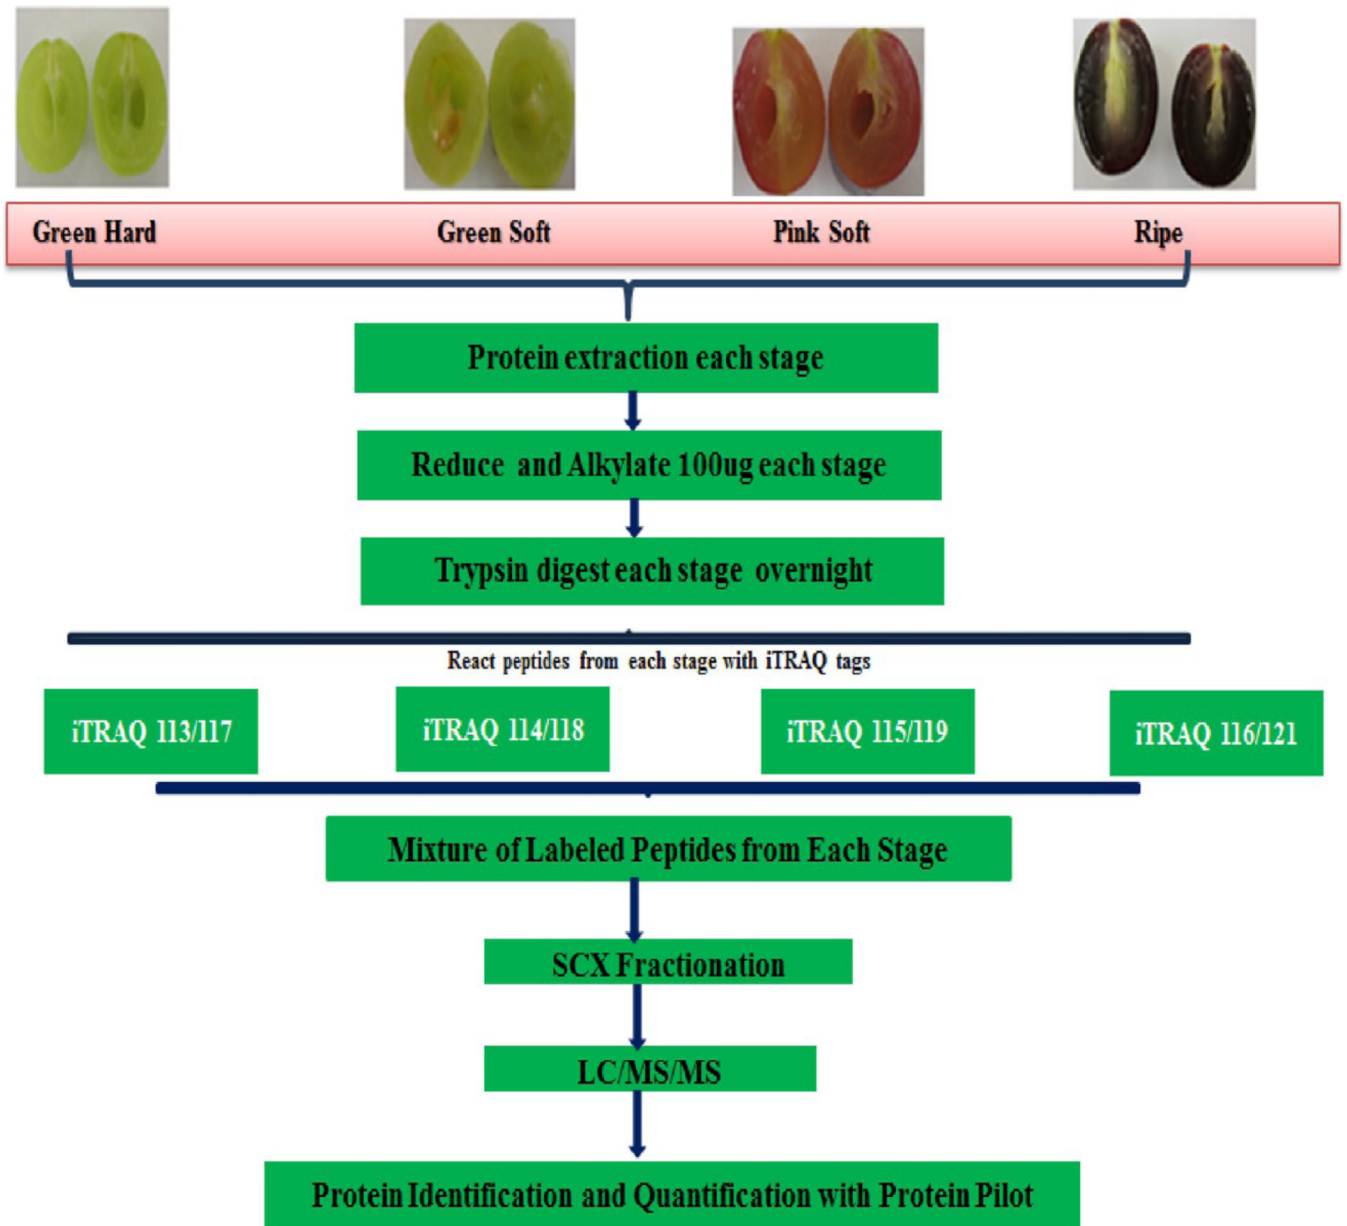 Green Hard
Green Soft
Pink Soft
Ripe
Protein extraction each stage
Reduce and Alkylate 100ug each stage
Trypsin digest each stage overnight
React peptides from each stage with iTRAQ tags
iTRAQ 113/117
iTRAQ 114/118
iTRAQ 115/119
iTRAQ 116/121
Mixture of Labeled Peptides from Each Stage
SCX Fractionation
LC/MS/MS
Protein Identification and Quantification with Protein Pilot